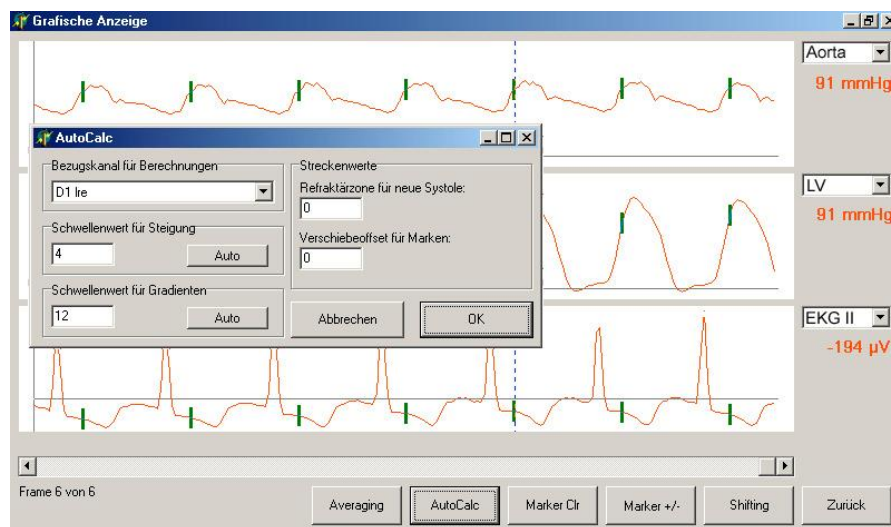 Grafische Anzeige
Aorta
91 mmHg
AutoCalc
Bezugskanal für Berechnungen
D1 Ire
Schwellenwert für Steigung
4
Auto
Schwellenwert für Gradienten
12
Auto
Streckenwerte
Refraktärzone für neue Systole:
0
Verschiebeoffset für Marken:
0
Abbrechen
OK
LV
91 mmHg
EKG II
-194 µV
Frame 6 von 6
Averaging
AutoCalc
Marker Clr
Marker +/-
Shifting
Zurück